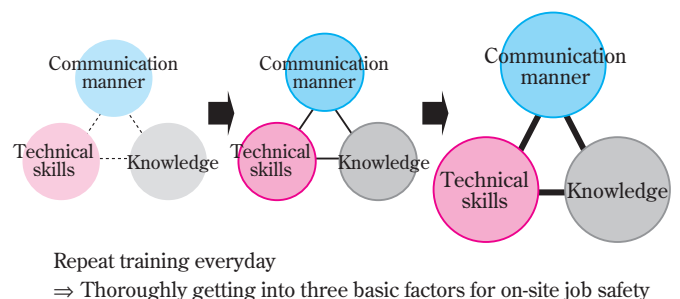 Communication
manner
Technical
skills
Knowledge
Communication
manner
Technical
skills
Knowledge
Communication
manner
Technical
skills
Knowledge
Repeat training everyday
⇒ Thoroughly getting into three basic factors for on-site job safety